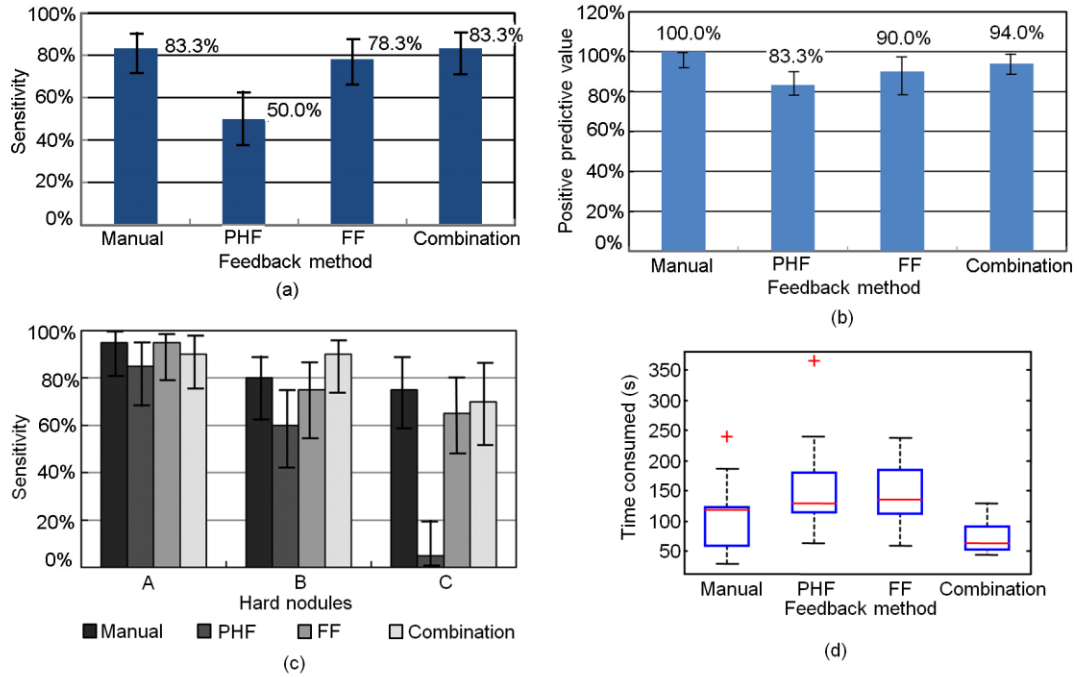 100%
80%
60%
40%
20%
0%
Sensitivity
83.3%
50.0%
78.3%
83.3%
Manual PHF FF Combination
Feedback method
(a)
120%
100%
80%
60%
40%
20%
0%
Positive predictive value
100.0%
83.3%
90.0%
94.0%
Manual PHF FF Combination
Feedback method
(b)
100%
80%
60%
40%
20%
0%
Sensitivity
A B C
Hard nodules
Manual PHF FF Combination
(c)
350
300
250
200
150
100
50
Time consumed (s)
Manual PHF FF Combination
Feedback method
(d)